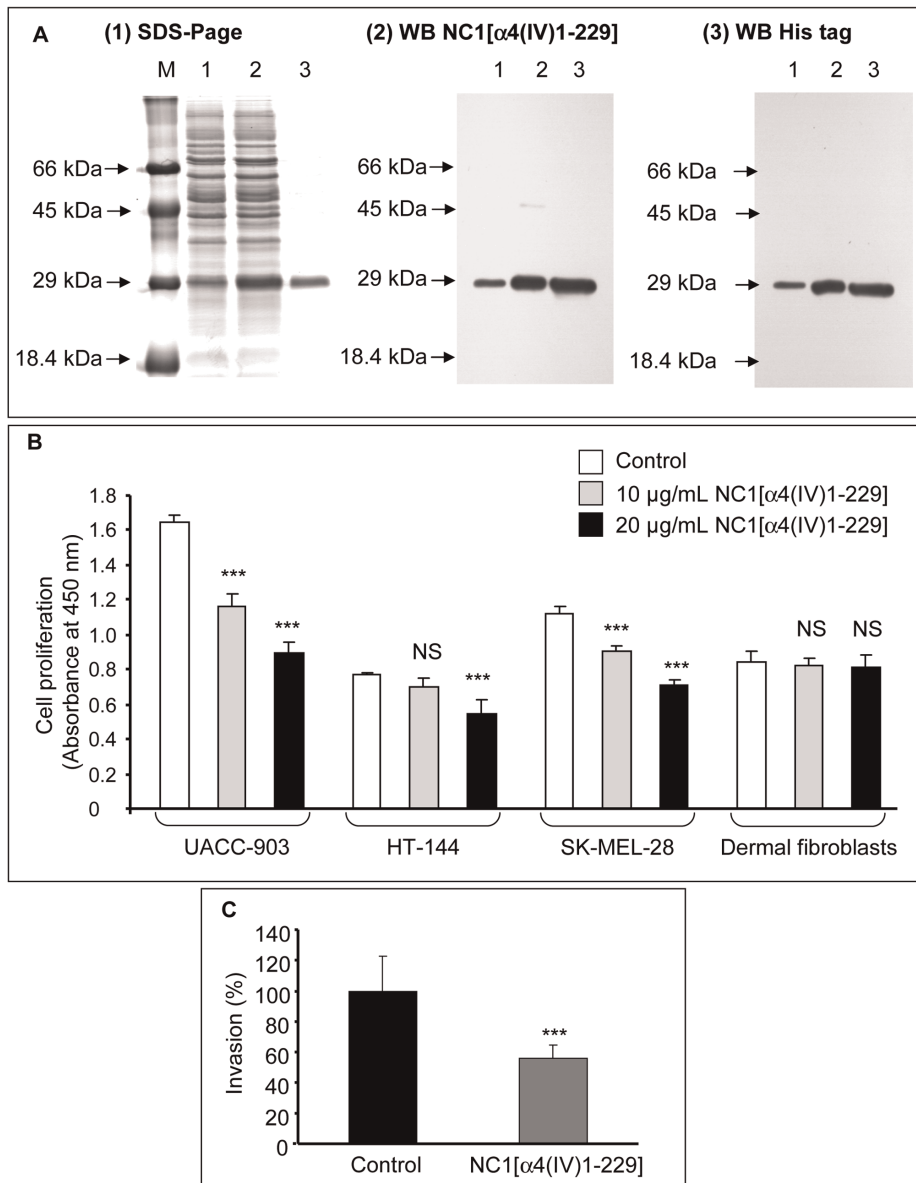 A (1) SDS-Page (2) WB NC1[α4(IV)1-229] (3) WB His tag
M 1 2 3 1 2 3 1 2 3
66 kDa 66 kDa 66 kDa
45 kDa 45 kDa 45 kDa
29 kDa 29 kDa 29 kDa
18.4 kDa 18.4 kDa 18.4 kDa
B
Control
10 µg/mL NC1[α4(IV)1-229]
20 µg/mL NC1[α4(IV)1-229]
Cell proliferation
(Absorbance at 450 nm)
1.8
1.6
1.4
1.2
1.0
0.8
0.6
0.4
0.2
0
*** *** NS *** *** *** NS NS
UACC-903 HT-144 SK-MEL-28 Dermal fibroblasts
C
Invasion (%)
140
120
100
80
60
40
20
0
***
Control NC1[α4(IV)1-229]